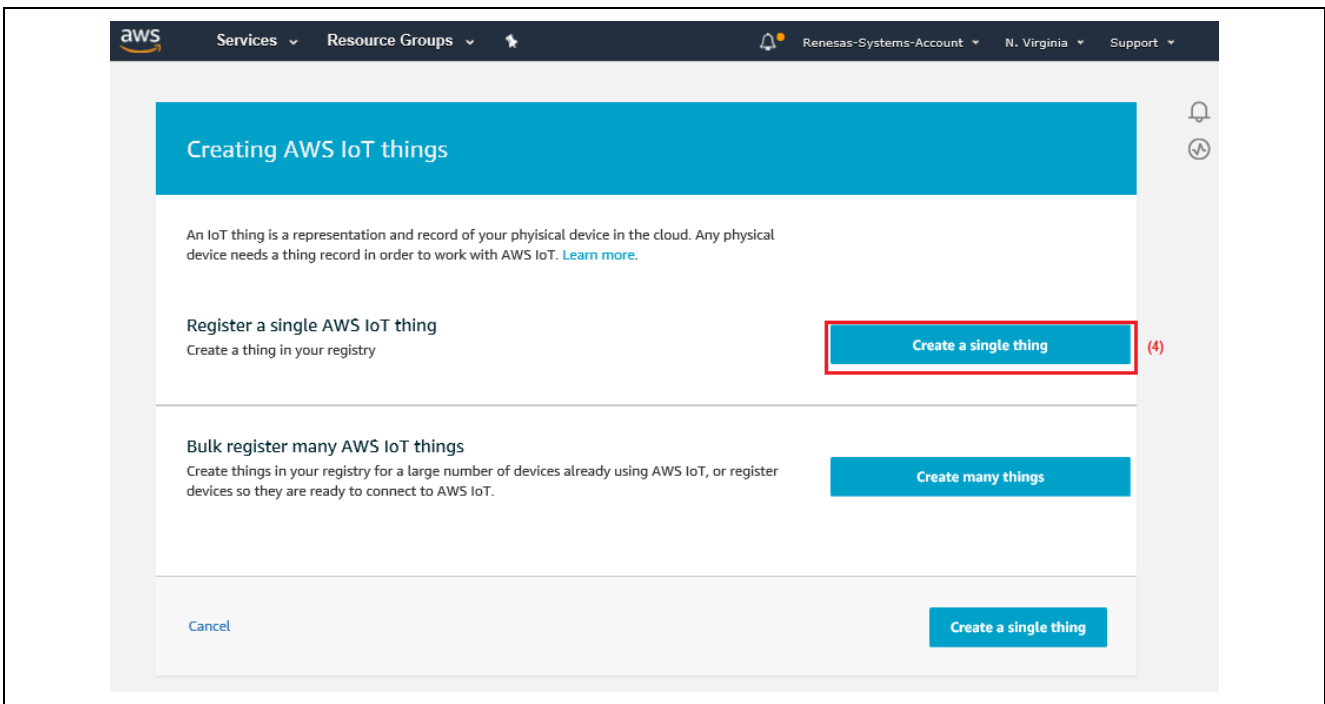 aws Services Resource Groups Renesas-Systems-Account N. Virginia Support
Creating AWS IoT things
An IoT thing is a representation and record of your phyisical device in the cloud. Any physical
device needs a thing record in order to work with AWS IoT. Learn more.
Register a single AWS IoT thing
Create a thing in your registry
Create a single thing (4)
Bulk register many AWS IoT things
Create things in your registry for a large number of devices already using AWS IoT, or register
devices so they are ready to connect to AWS IoT.
Create many things
Cancel
Create a single thing